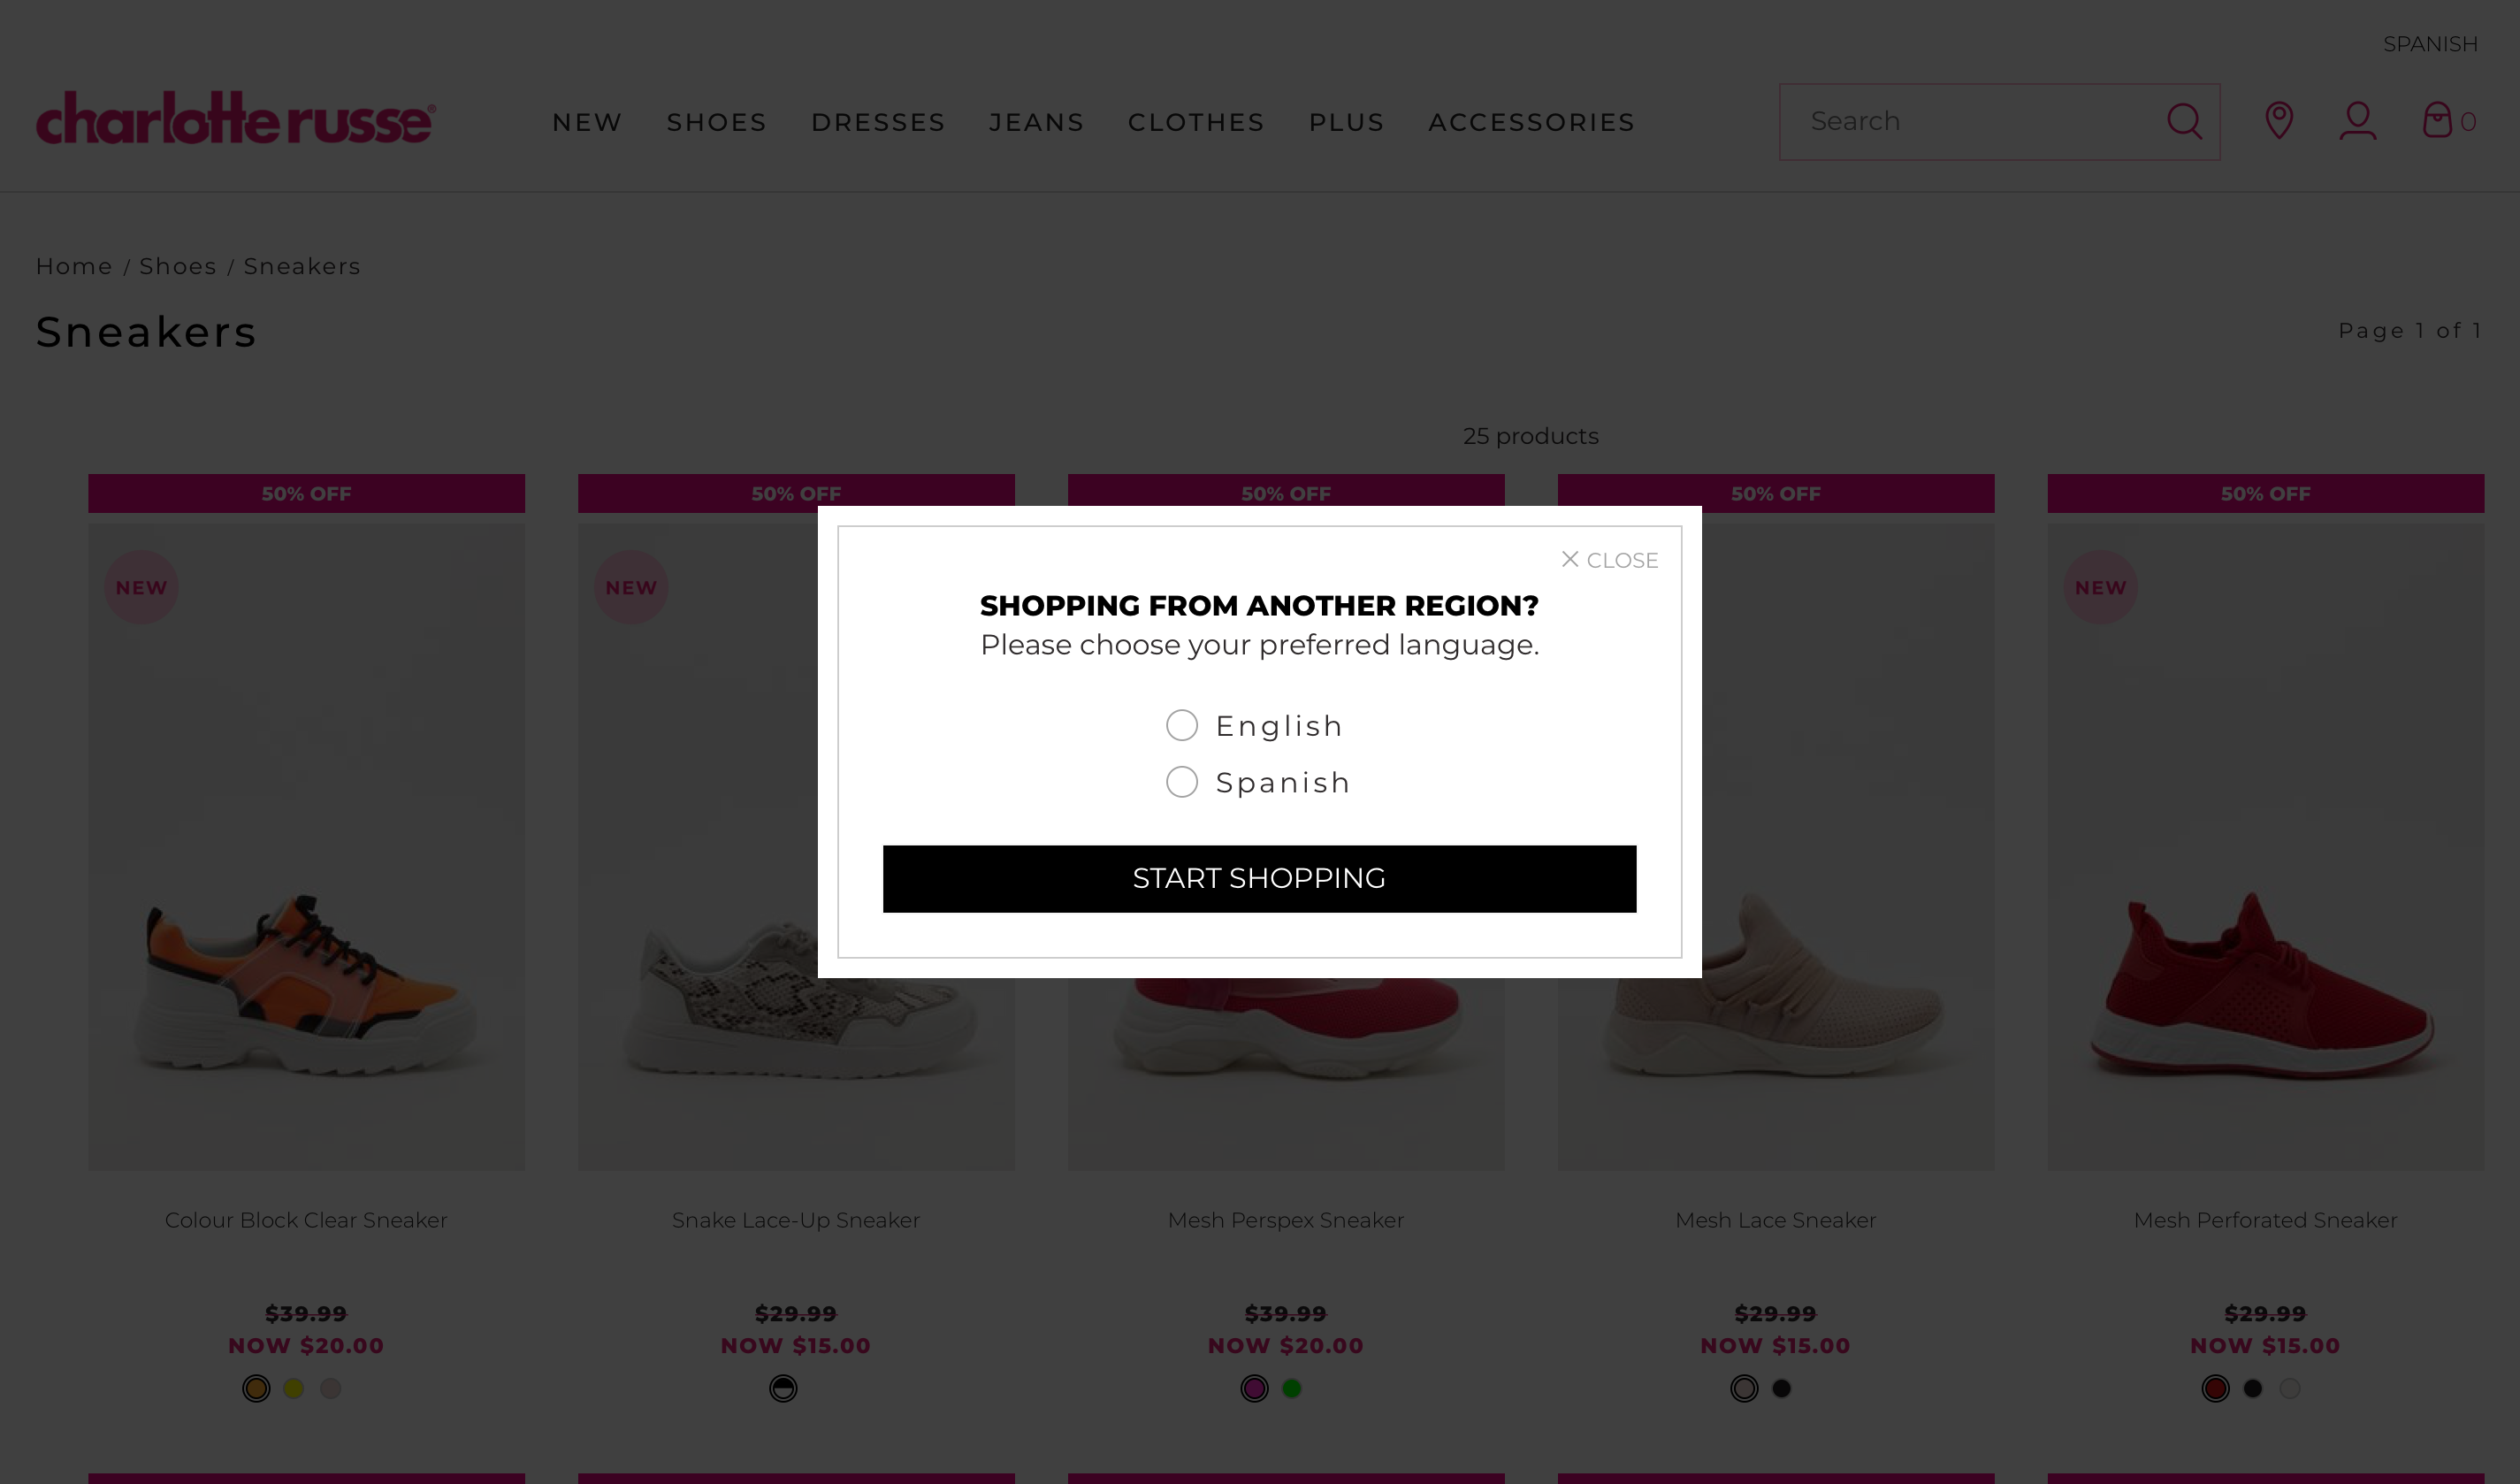 SPANISH
charlotte russe®
NEW SHOES DRESSES JEANS CLOTHES PLUS ACCESSORIES
Search
0
Home / Shoes / Sneakers
Sneakers
Page 1 of 1
25 products
50% OFF
50% OFF
50% OFF
50% OFF
50% OFF
NEW
NEW
NEW
CLOSE
SHOPPING FROM ANOTHER REGION?
Please choose your preferred language.
English
Spanish
START SHOPPING
Colour Block Clear Sneaker
$39.99
NOW $20.00
Snake Lace-Up Sneaker
$29.99
NOW $15.00
Mesh Perspex Sneaker
$39.99
NOW $20.00
Mesh Lace Sneaker
$29.99
NOW $15.00
Mesh Perforated Sneaker
$29.99
NOW $15.00